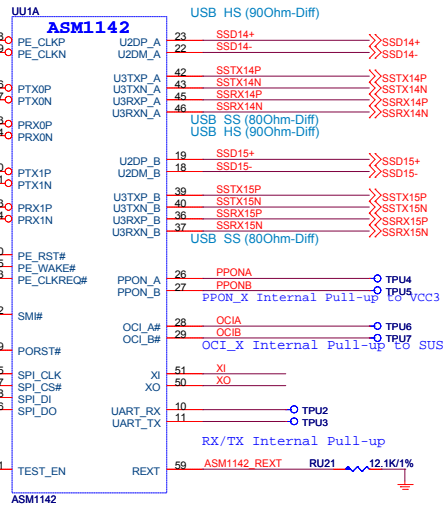 UU1A
USB HS (90Ohm-Diff)
ASM1142
PE_CLKP U2DP_A 23 SSD14+ SSD14+
PE_CLKN U2DM_A 22 SSD14- SSD14-
U3TXP_A 42 SSTX14P SSTX14P
PTX0P U3TXN_A 43 SSTX14N SSTX14N
PTX0N U3RXP_A 45 SSRX14P SSRX14P
U3RXN_A 46 SSRX14N SSRX14N
PRX0P USB SS (80Ohm-Diff)
PRX0N USB HS (90Ohm-Diff)
U2DP_B 19 SSD15+ SSD15+
PTX1P U2DM_B 18 SSD15- SSD15-
PTX1N
U3TXP_B 39 SSTX15P SSTX15P
PRX1P U3TXN_B 40 SSTX15N SSTX15N
PRX1N U3RXP_B 36 SSRX15P SSRX15P
U3RXN_B 37 SSRX15N SSRX15N
USB SS (80Ohm-Diff)
PE_RST#
PE_WAKE#
PE_CLKREQ# PPON_A 26 PPONA TPU4
PPON_B 27 PPONB TPU5
PPON_X Internal Pull-up to VCC3
SMI# OCI_A# 28 OCIA TPU6
OCI_B# 29 OCIB TPU7
PORST# OCI_X Internal Pull-up to SUS
SPI_CLK XI 51 XI
SPI_CS# XO 50 XO
SPI_DI
SPI_DO UART_RX 10 TPU2
UART_TX 11 TPU3
RX/TX Internal Pull-up
TEST_EN REXT 59 ASM1142_REXT RU21 12.1K/1%
ASM1142